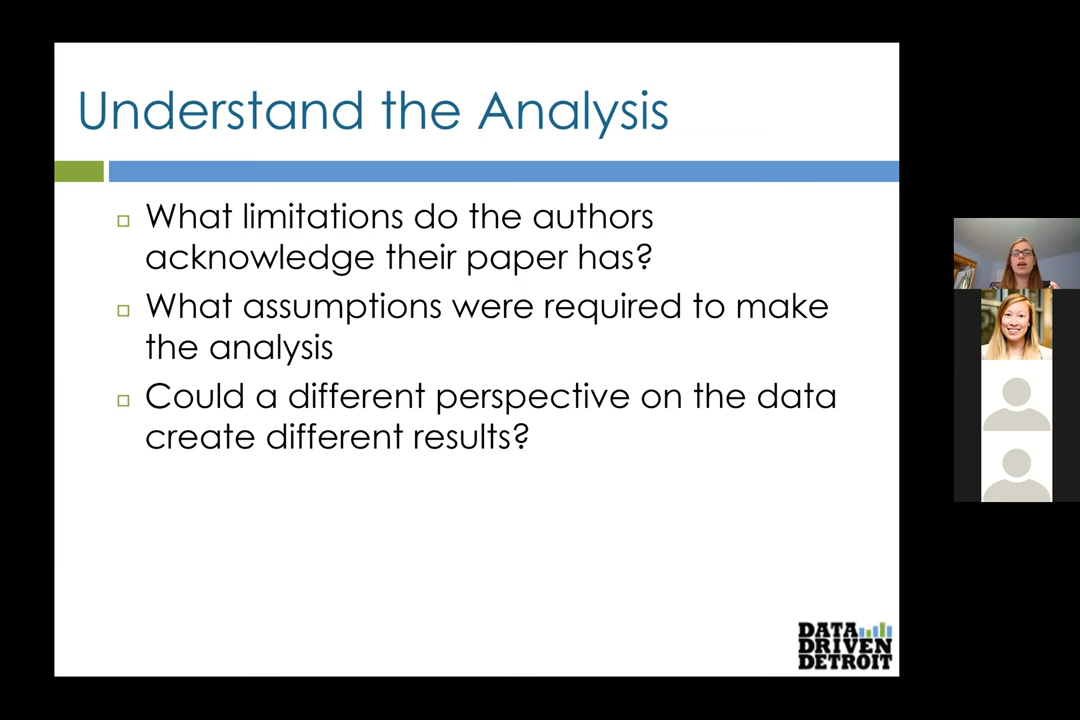 Understand the Analysis
What limitations do the authors
acknowledge their paper has?
What assumptions were required to make
the analysis
Could a different perspective on the data
create different results?
DATA
DRIVEN
DETROIT